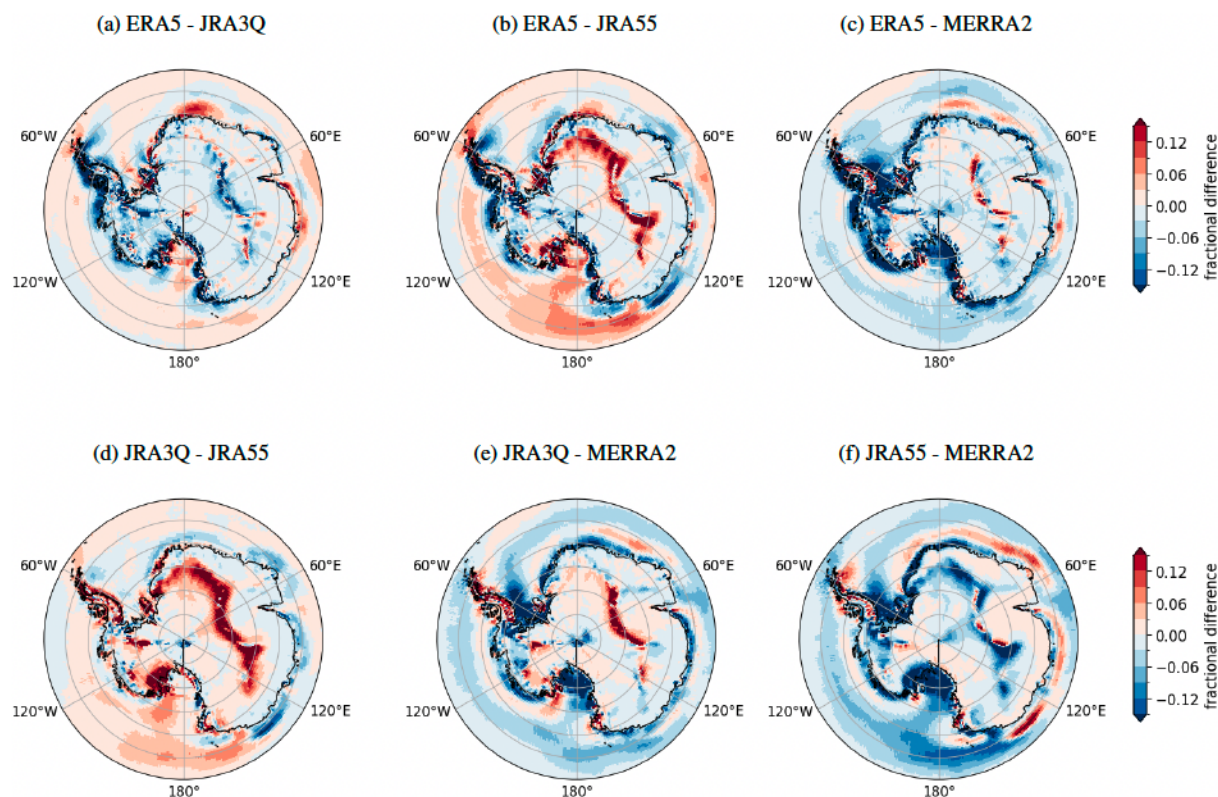 (a) ERA5 - JRA3Q
(b) ERA5 - JRA55
(c) ERA5 - MERRA2
60°W
60°E
120°W
120°E
180°
60°W
60°E
120°W
120°E
180°
60°W
60°E
120°W
120°E
180°
0.12
0.06
0.00
−0.06
−0.12
fractional difference
(d) JRA3Q - JRA55
(e) JRA3Q - MERRA2
(f) JRA55 - MERRA2
60°W
60°E
120°W
120°E
180°
60°W
60°E
120°W
120°E
180°
60°W
60°E
120°W
120°E
180°
0.12
0.06
0.00
−0.06
−0.12
fractional difference